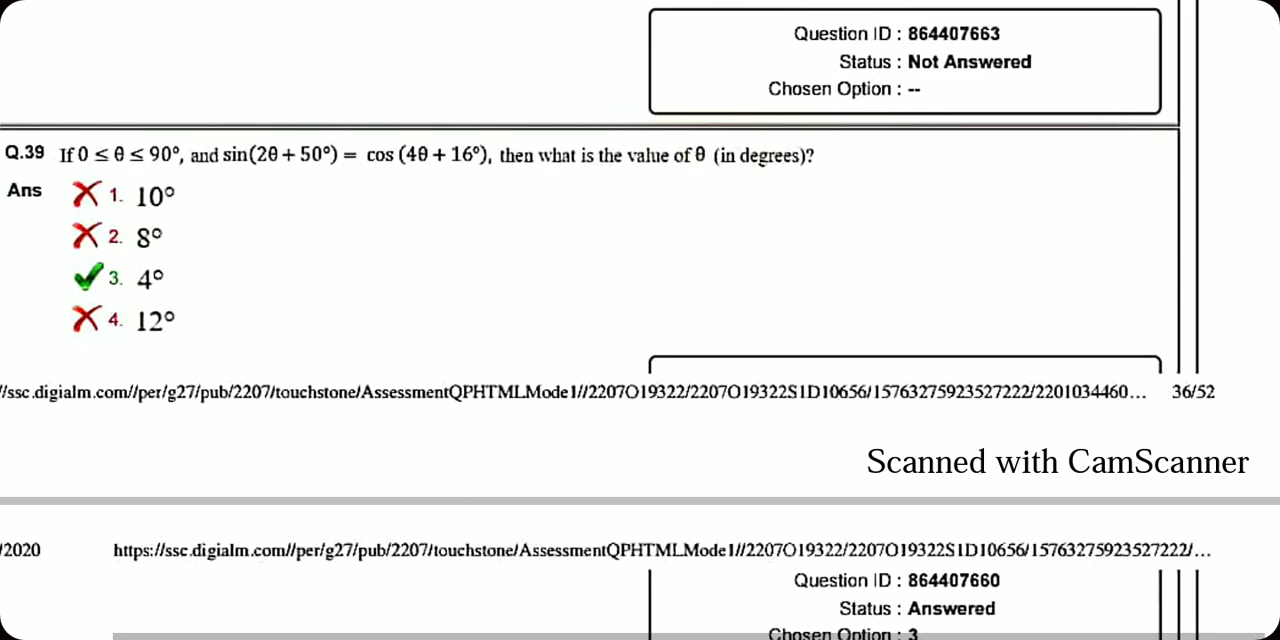 Question ID : 864407663
Status : Not Answered
Chosen Option : --
Q.39 If 0 ≤ θ ≤ 90°, and sin(2θ + 50°) = cos (4θ + 16°), then what is the value of θ (in degrees)?
Ans 1. 10°
2. 8°
3. 4°
4. 12°
//ssc.digialm.com//per/g27/pub/2207/touchstone/AssessmentQPHTMLMode1//2207O19322/2207O19322S1D10656/15763275923527222/2201034460... 36/52
Scanned with CamScanner
/2020 https://ssc.digialm.com//per/g27/pub/2207/touchstone/AssessmentQPHTMLMode1//2207O19322/2207O19322S1D10656/15763275923527222/...
Question ID : 864407660
Status : Answered
Chosen Option : 3